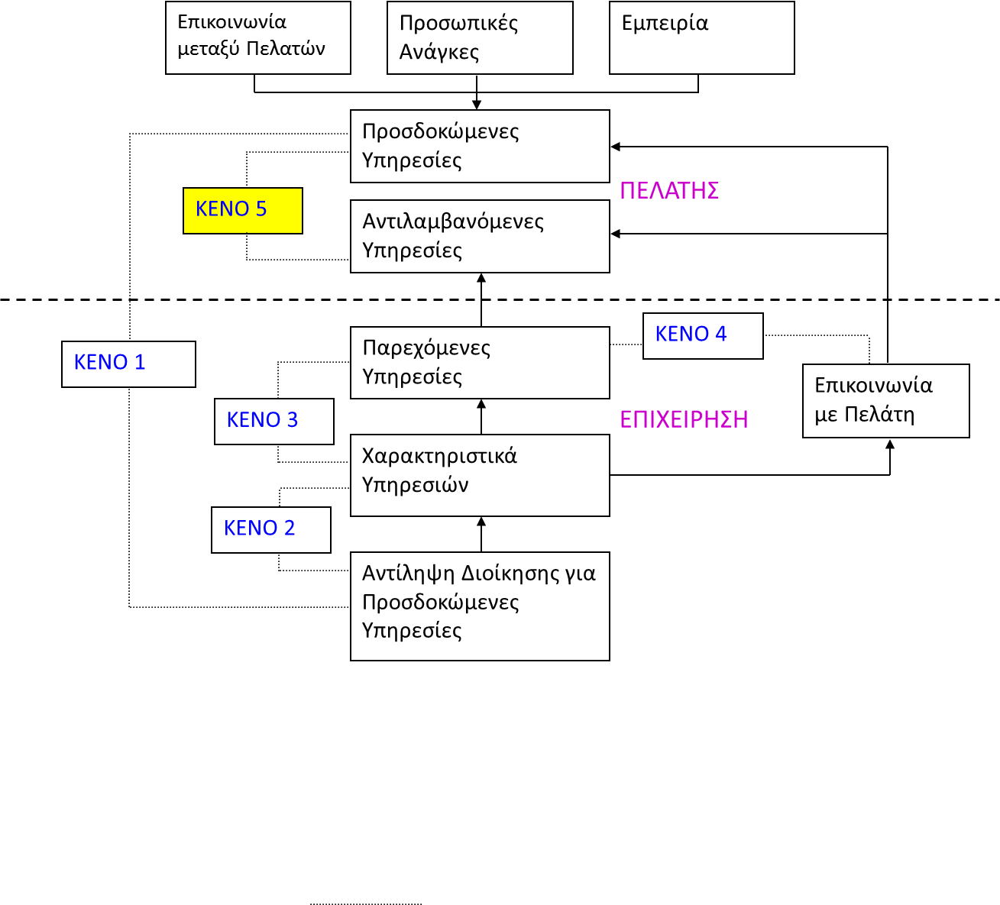 Επικοινωνία
μεταξύ Πελατών
Προσωπικές
Ανάγκες
Εμπειρία
Προσδοκώμενες
Υπηρεσίες
ΠΕΛΑΤΗΣ
ΚΕΝΟ 5
Αντιλαμβανόμενες
Υπηρεσίες
ΚΕΝΟ 4
Παρεχόμενες
Υπηρεσίες
ΚΕΝΟ 1
Επικοινωνία
με Πελάτη
ΚΕΝΟ 3
ΕΠΙΧΕΙΡΗΣΗ
Χαρακτηριστικά
Υπηρεσιών
ΚΕΝΟ 2
Αντίληψη Διοίκησης για
Προσδοκώμενες
Υπηρεσίες